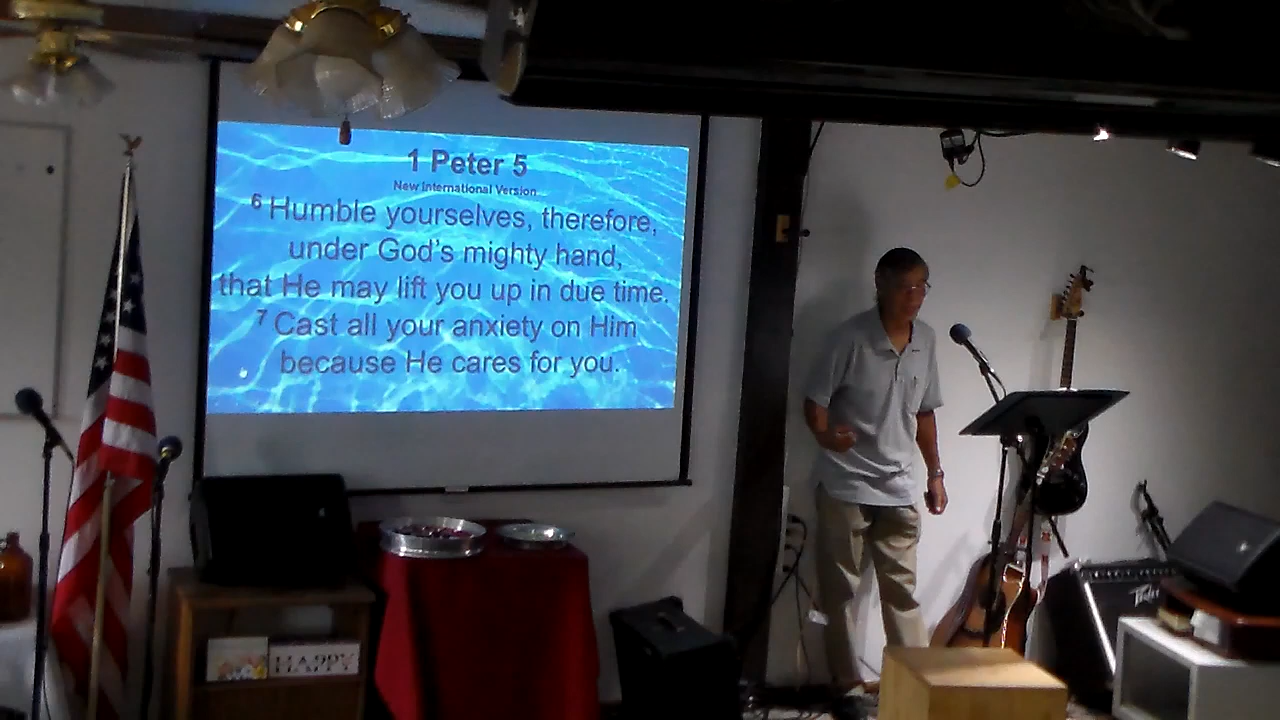 1 Peter 5
New International Version
6 Humble yourselves, therefore,
under God's mighty hand,
that He may lift you up in due time.
7 Cast all your anxiety on Him
because He cares for you.
HAPPY